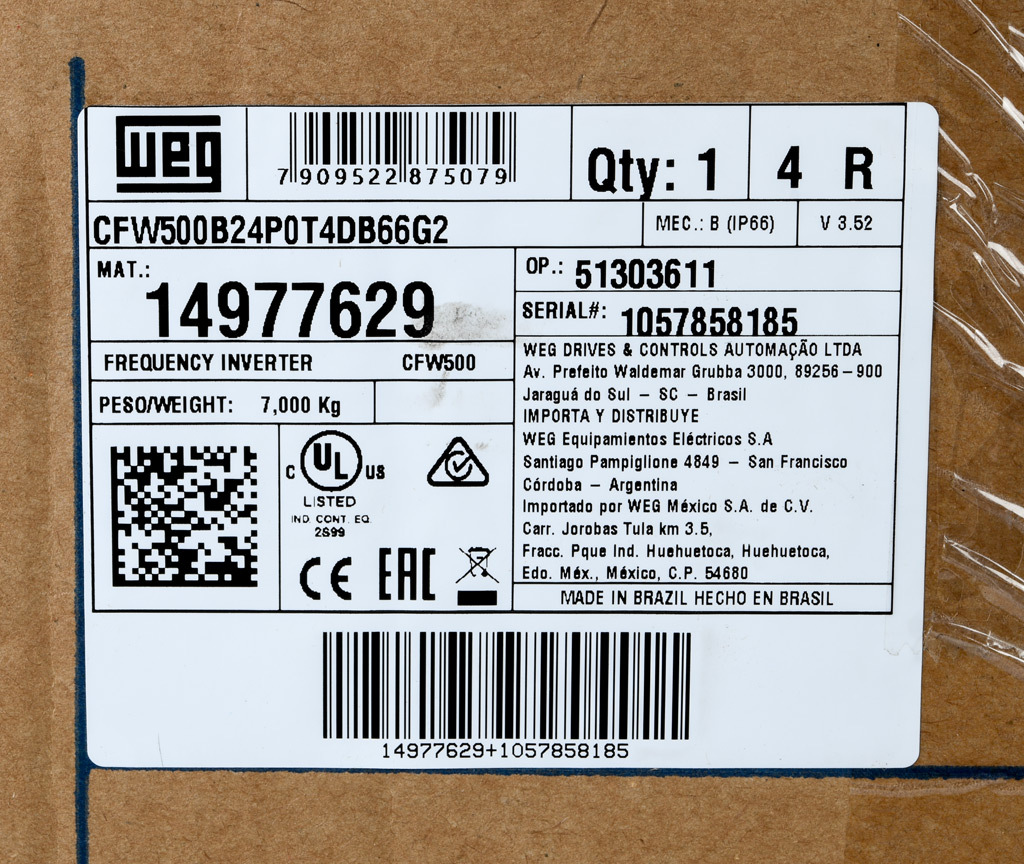 weg
7 909522 875079
Qty: 1
4 R
CFW500B24P0T4DB66G2
MEC.: B (IP66)
V 3.52
MAT.:
14977629
OP.: 51303611
SERIAL#: 1057858185
FREQUENCY INVERTER CFW500
PESO/WEIGHT: 7,000 Kg
WEG DRIVES & CONTROLS AUTOMAÇÃO LTDA
Av. Prefeito Waldemar Grubba 3000, 89256-900
Jaraguá do Sul - SC - Brasil
IMPORTA Y DISTRIBUYE
WEG Equipamientos Eléctricos S.A
Santiago Pampiglione 4849 - San Francisco
Córdoba - Argentina
Importado por WEG México S.A. de C.V.
Carr. Jorobas Tula km 3.5,
Fracc. Pque Ind. Huehuetoca, Huehuetoca,
Edo. Méx., México, C.P. 54680
MADE IN BRAZIL HECHO EN BRASIL
C UL US
LISTED
IND. CONT. EQ.
2S99
CE EAC
14977629+1057858185